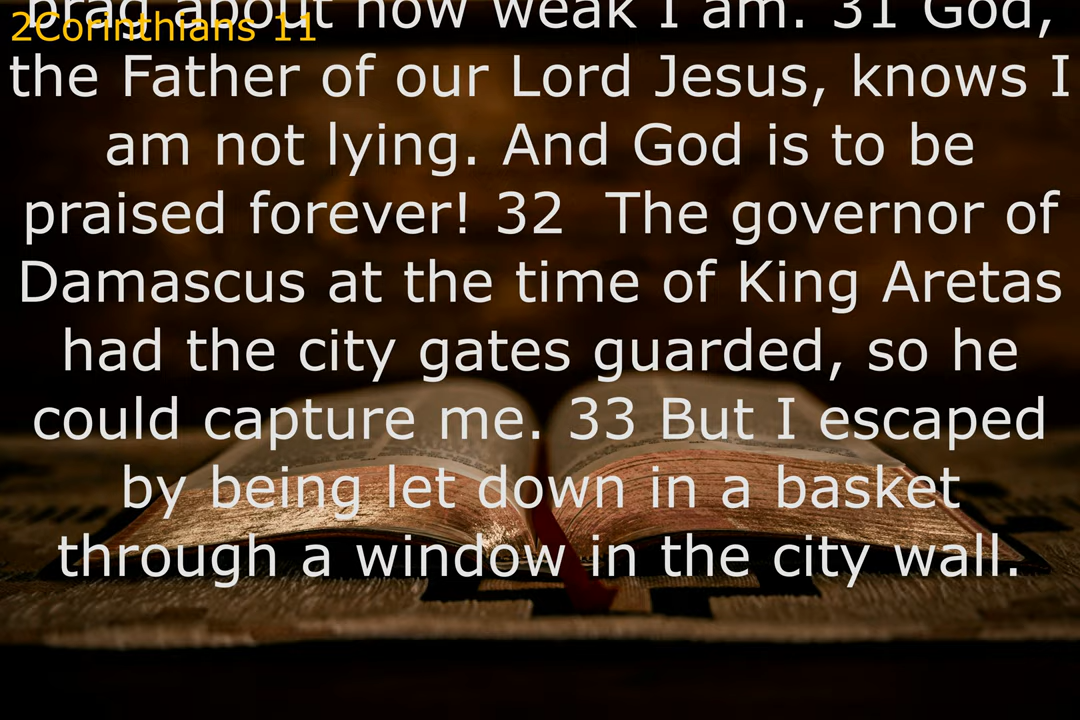 brag about how weak I am. 31 God,
2Corinthians 11
the Father of our Lord Jesus, knows I
am not lying. And God is to be
praised forever! 32  The governor of
Damascus at the time of King Aretas
had the city gates guarded, so he
could capture me. 33 But I escaped
by being let down in a basket
through a window in the city wall.